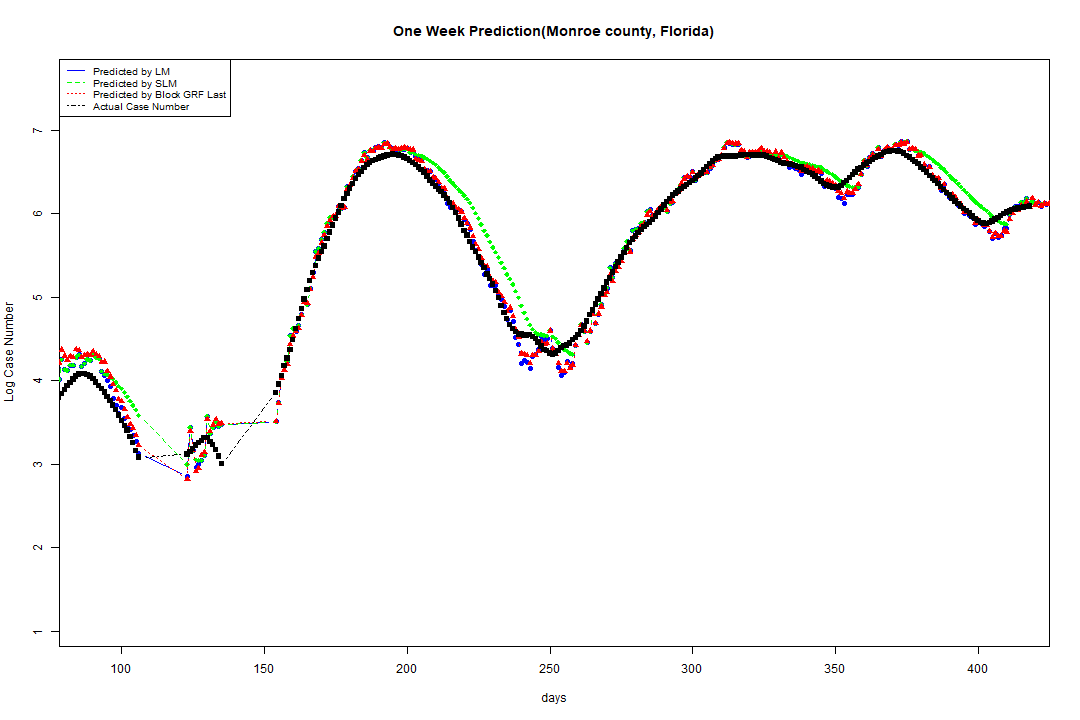 One Week Prediction(Monroe county, Florida)
Predicted by LM
Predicted by SLM
Predicted by Block GRF Last
Actual Case Number
7
6
5
4
3
2
1
Log Case Number
100 150 200 250 300 350 400
days